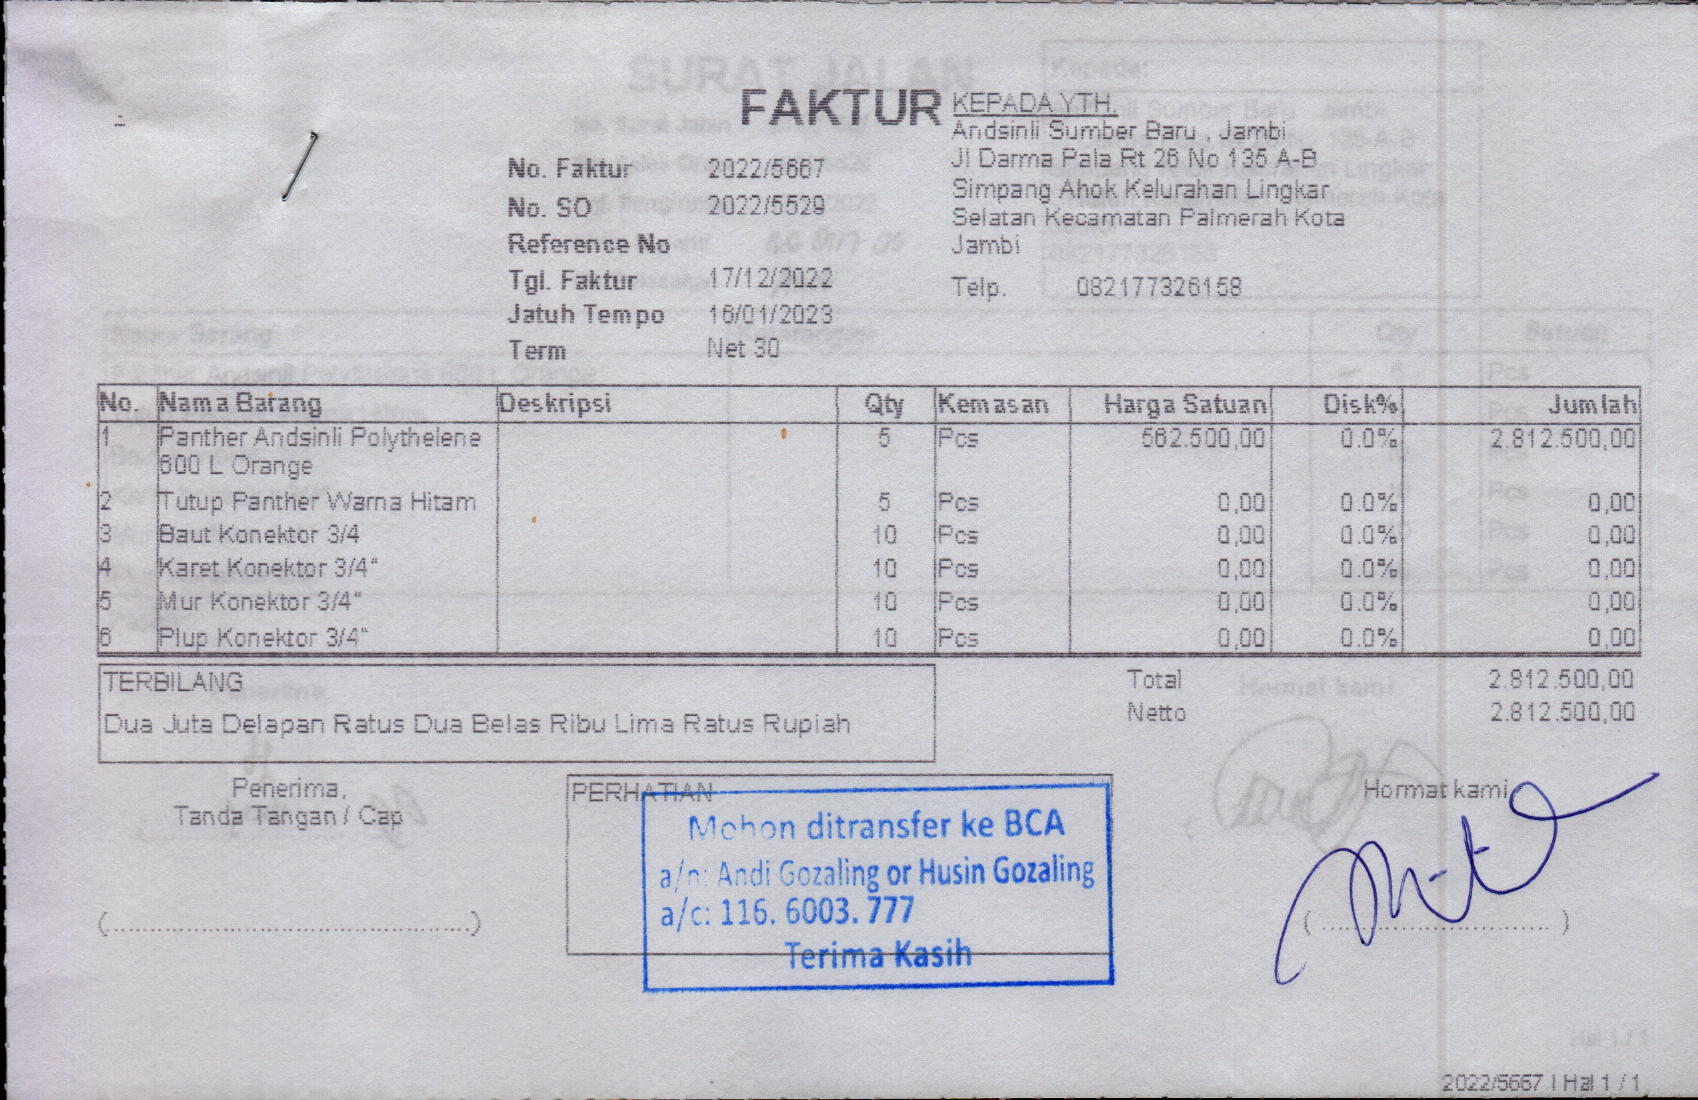 FAKTUR
KEPADA YTH.
Andsinli Sumber Baru , Jambi
Jl Darma Pala Rt 26 No 135 A-B
Simpang Ahok Kelurahan Lingkar
Selatan Kecamatan Palmerah Kota
Jambi
Telp. 082177326158
No. Faktur 2022/5667
No. SO 2022/5529
Reference No
Tgl. Faktur 17/12/2022
Jatuh Tempo 16/01/2023
Term Net 30
No. Nama Barang Deskripsi Qty Kemasan Harga Satuan Disk% Jumlah
1 Panther Andsinli Polythelene 5 Pcs 562.500,00 0.0% 2.812.500,00
600 L Orange
2 Tutup Panther Warna Hitam 5 Pcs 0,00 0.0% 0,00
3 Baut Konektor 3/4 10 Pcs 0,00 0.0% 0,00
4 Karet Konektor 3/4" 10 Pcs 0,00 0.0% 0,00
5 Mur Konektor 3/4" 10 Pcs 0,00 0.0% 0,00
6 Plup Konektor 3/4" 10 Pcs 0,00 0.0% 0,00
TERBILANG
Dua Juta Delapan Ratus Dua Belas Ribu Lima Ratus Rupiah
Total 2.812.500,00
Netto 2.812.500,00
Penerima,
Tanda Tangan / Cap
(..........................................)
PERHATIAN
Mohon ditransfer ke BCA
a/n: Andi Gozaling or Husin Gozaling
a/c: 116. 6003. 777
Terima Kasih
Hormat kami,
( .......................... )
2022/5667 | Hal 1 / 1